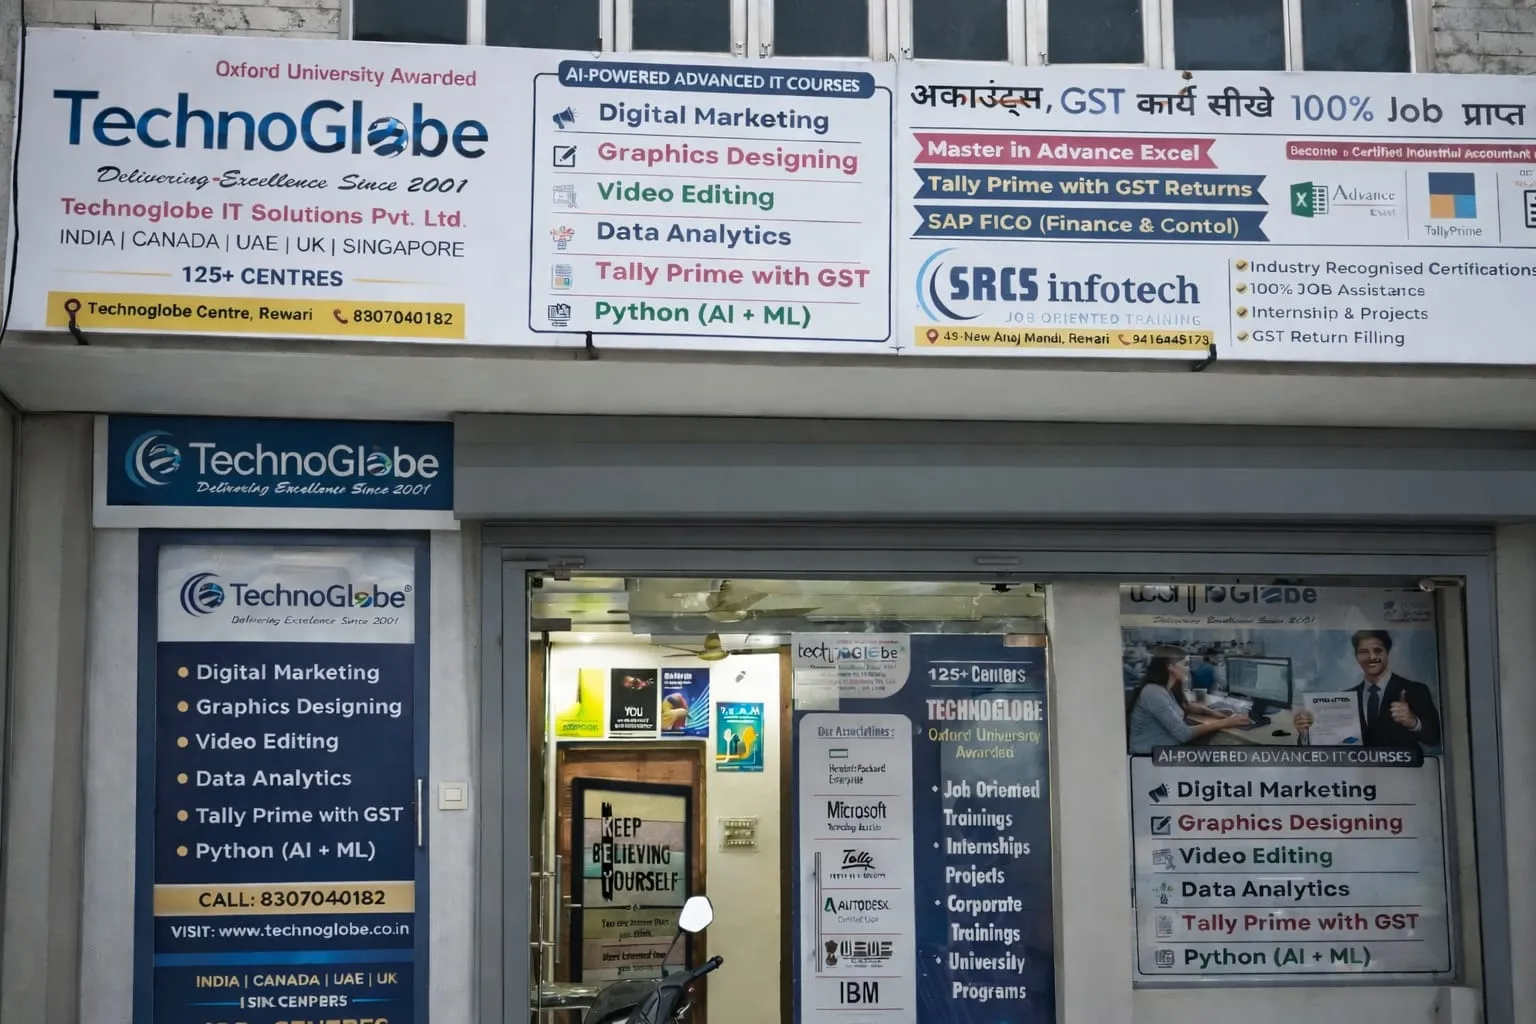 Oxford University Awarded
TechnoGlobe
Delivering Excellence Since 2001
Technoglobe IT Solutions Pvt. Ltd.
INDIA | CANADA | UAE | UK | SINGAPORE
125+ CENTRES
Technoglobe Centre, Rewari 8307040182
AI-POWERED ADVANCED IT COURSES
Digital Marketing
Graphics Designing
Video Editing
Data Analytics
Tally Prime with GST
Python (AI + ML)
अकाउंट्स, GST कार्य सीखे 100% Job प्राप्त
Master in Advance Excel
Tally Prime with GST Returns
SAP FICO (Finance & Contol)
Become a Certified Industrial Accountant
Advance
Excel
TallyPrime
SRCS infotech
JOB ORIENTED TRAINING
49-New Anaj Mandi, Rewari 9416445173
Industry Recognised Certifications
100% JOB Assistance
Internship & Projects
GST Return Filling
TechnoGlobe
Delivering Excellence Since 2001
TechnoGlobe
Delivering Excellence Since 2001
Digital Marketing
Graphics Designing
Video Editing
Data Analytics
Tally Prime with GST
Python (AI + ML)
CALL: 8307040182
VISIT: www.technoglobe.co.in
INDIA | CANADA | UAE | UK
YOU
TEAM
KEEP
BELIEVING
YOURSELF
Our Associations:
Microsoft
Tally
AUTODESK
IBM
125+ Centers
TECHNOGLOBE
Oxford University
Awarded
Job Oriented
Trainings
Internships
Projects
Corporate
Trainings
University
Programs
AI-POWERED ADVANCED IT COURSES
Digital Marketing
Graphics Designing
Video Editing
Data Analytics
Tally Prime with GST
Python (AI + ML)